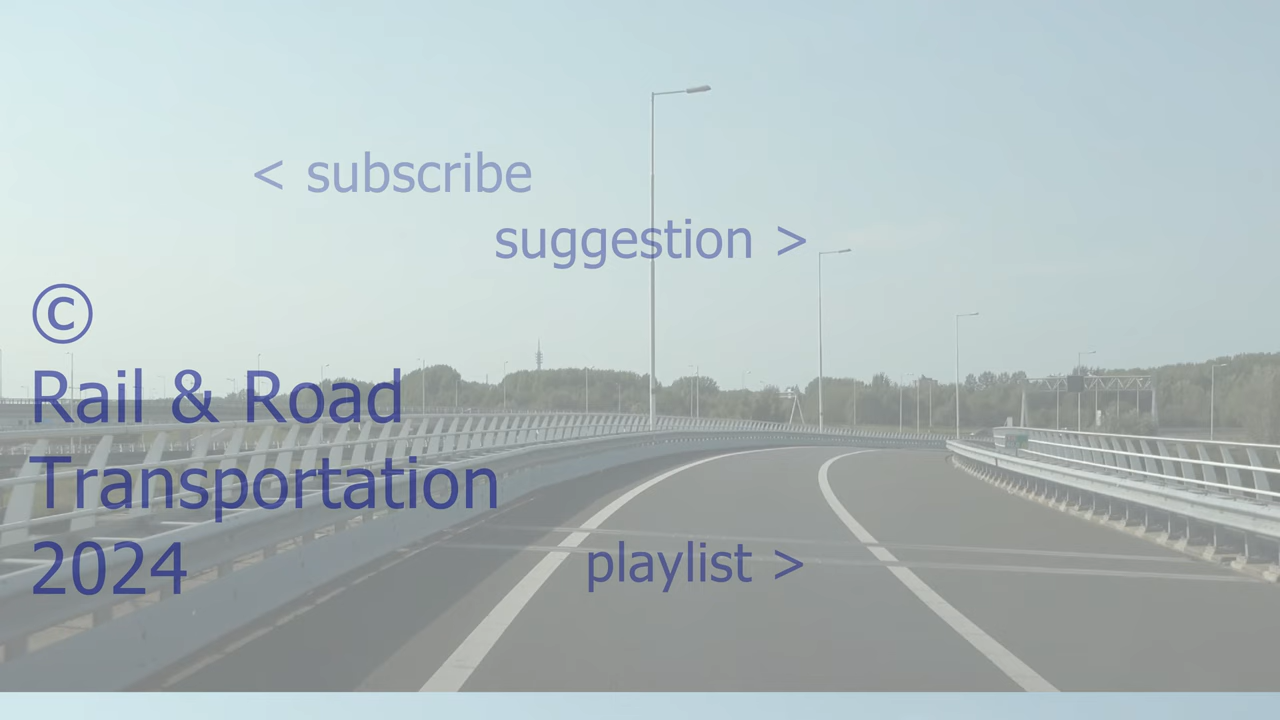 < subscribe
suggestion >
©
Rail & Road
Transportation
2024
playlist >